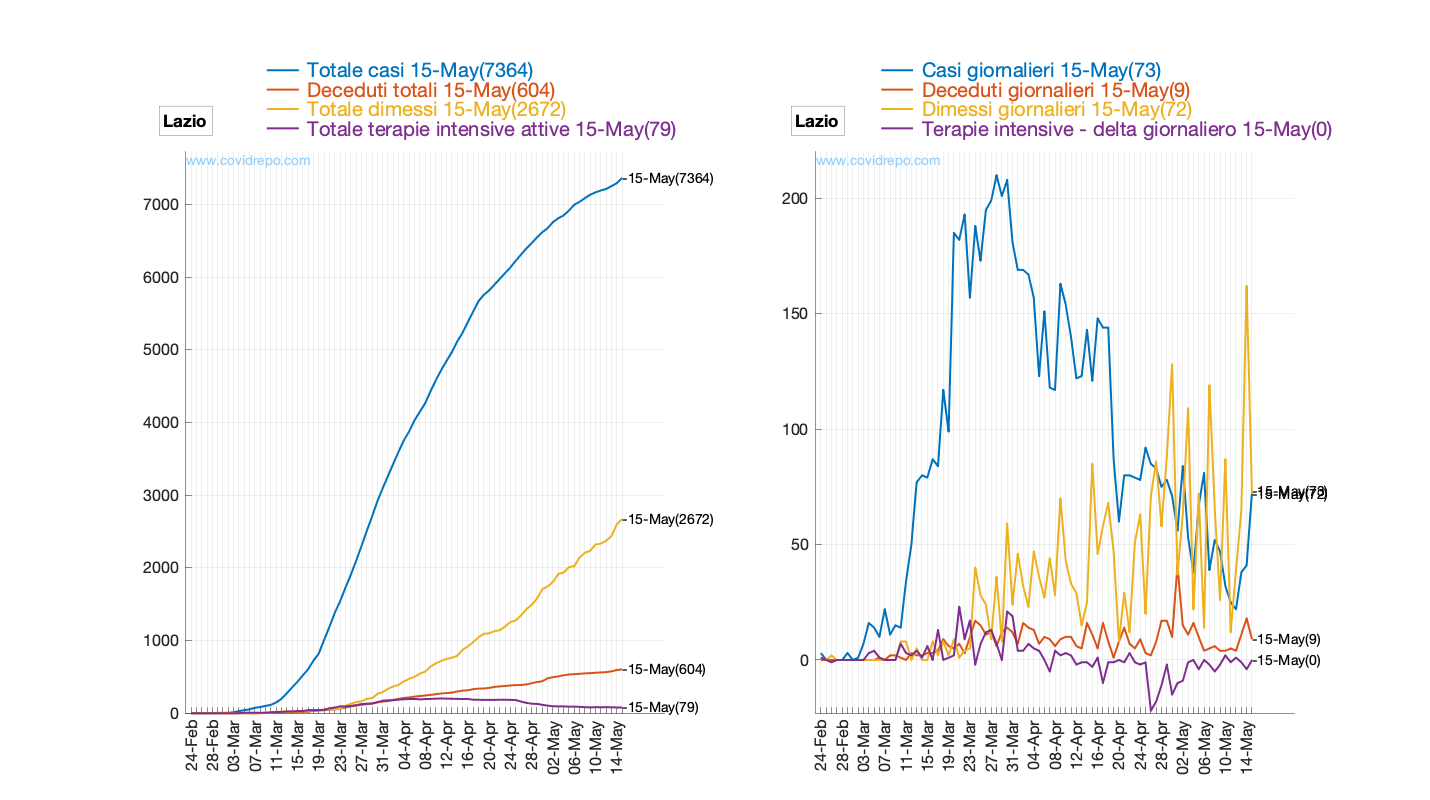 Totale casi 15-May(7364)
Deceduti totali 15-May(604)
Totale dimessi 15-May(2672)
Totale terapie intensive attive 15-May(79)
Lazio
www.covidrepo.com
7000
6000
5000
4000
3000
2000
1000
0
15-May(7364)
15-May(2672)
15-May(604)
15-May(79)
24-Feb
28-Feb
03-Mar
07-Mar
11-Mar
15-Mar
19-Mar
23-Mar
27-Mar
31-Mar
04-Apr
08-Apr
12-Apr
16-Apr
20-Apr
24-Apr
28-Apr
02-May
06-May
10-May
14-May
Casi giornalieri 15-May(73)
Deceduti giornalieri 15-May(9)
Dimessi giornalieri 15-May(72)
Terapie intensive - delta giornaliero 15-May(0)
Lazio
www.covidrepo.com
200
150
100
50
0
15-May(73)
15-May(72)
15-May(9)
15-May(0)
24-Feb
28-Feb
03-Mar
07-Mar
11-Mar
15-Mar
19-Mar
23-Mar
27-Mar
31-Mar
04-Apr
08-Apr
12-Apr
16-Apr
20-Apr
24-Apr
28-Apr
02-May
06-May
10-May
14-May